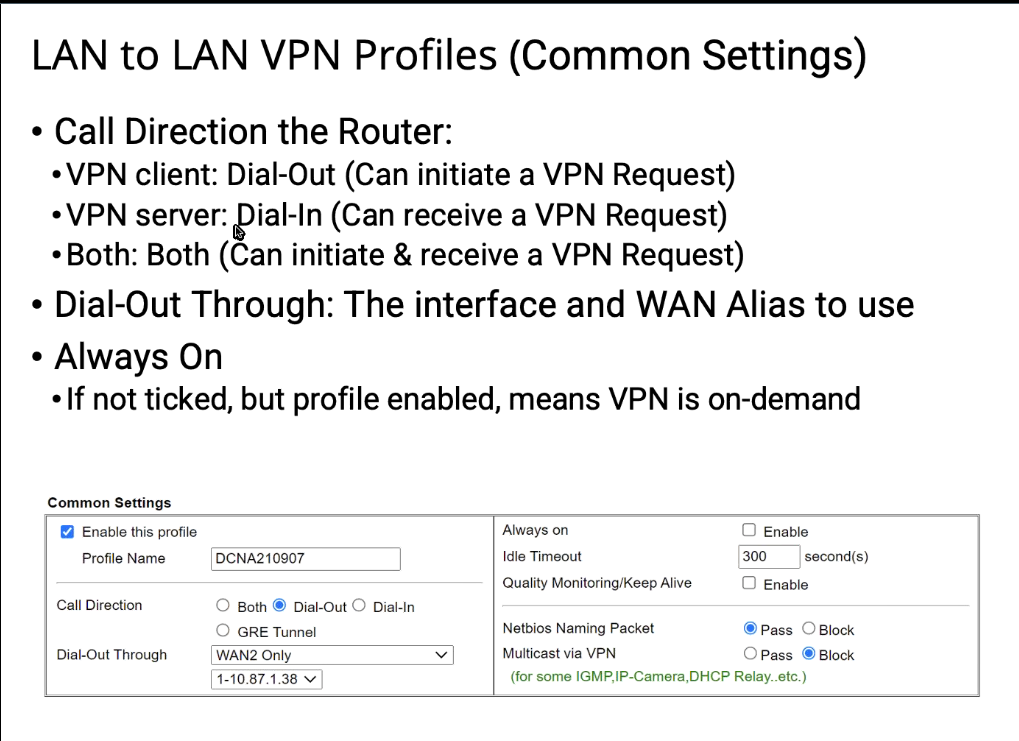 LAN to LAN VPN Profiles (Common Settings)
• Call Direction the Router:
•VPN client: Dial-Out (Can initiate a VPN Request)
•VPN server: Dial-In (Can receive a VPN Request)
•Both: Both (Can initiate & receive a VPN Request)
• Dial-Out Through: The interface and WAN Alias to use
• Always On
•If not ticked, but profile enabled, means VPN is on-demand
Common Settings
Enable this profile
Profile Name DCNA210907
Call Direction Both Dial-Out Dial-In
GRE Tunnel
Dial-Out Through WAN2 Only
1-10.87.1.38
Always on Enable
Idle Timeout 300 second(s)
Quality Monitoring/Keep Alive Enable
Netbios Naming Packet Pass Block
Multicast via VPN Pass Block
(for some IGMP,IP-Camera,DHCP Relay..etc.)